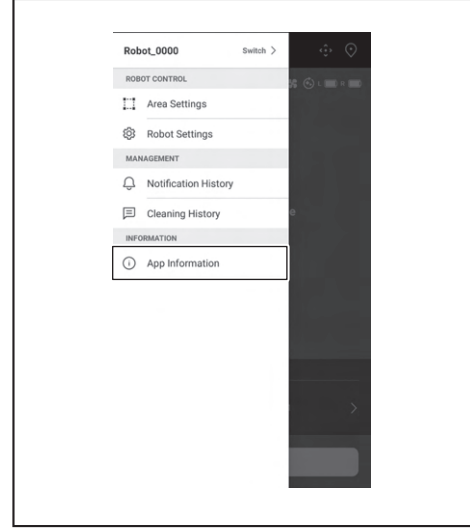 Robot_0000 Switch >
ROBOT CONTROL
Area Settings
Robot Settings
MANAGEMENT
Notification History
Cleaning History
INFORMATION
App Information